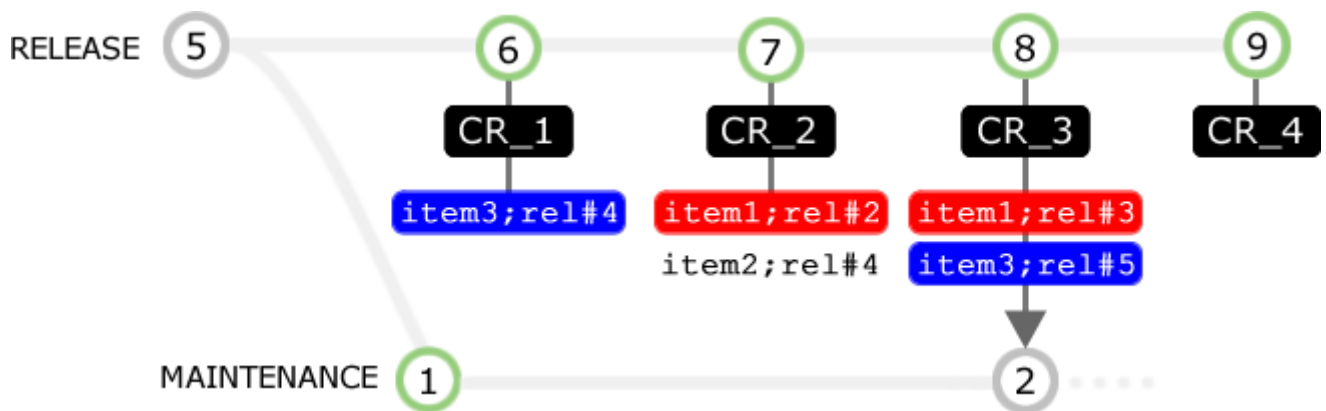 RELEASE 5 6 7 8 9
CR_1 CR_2 CR_3 CR_4
item3;rel#4 item1;rel#2 item1;rel#3
item2;rel#4 item3;rel#5
MAINTENANCE 1 2